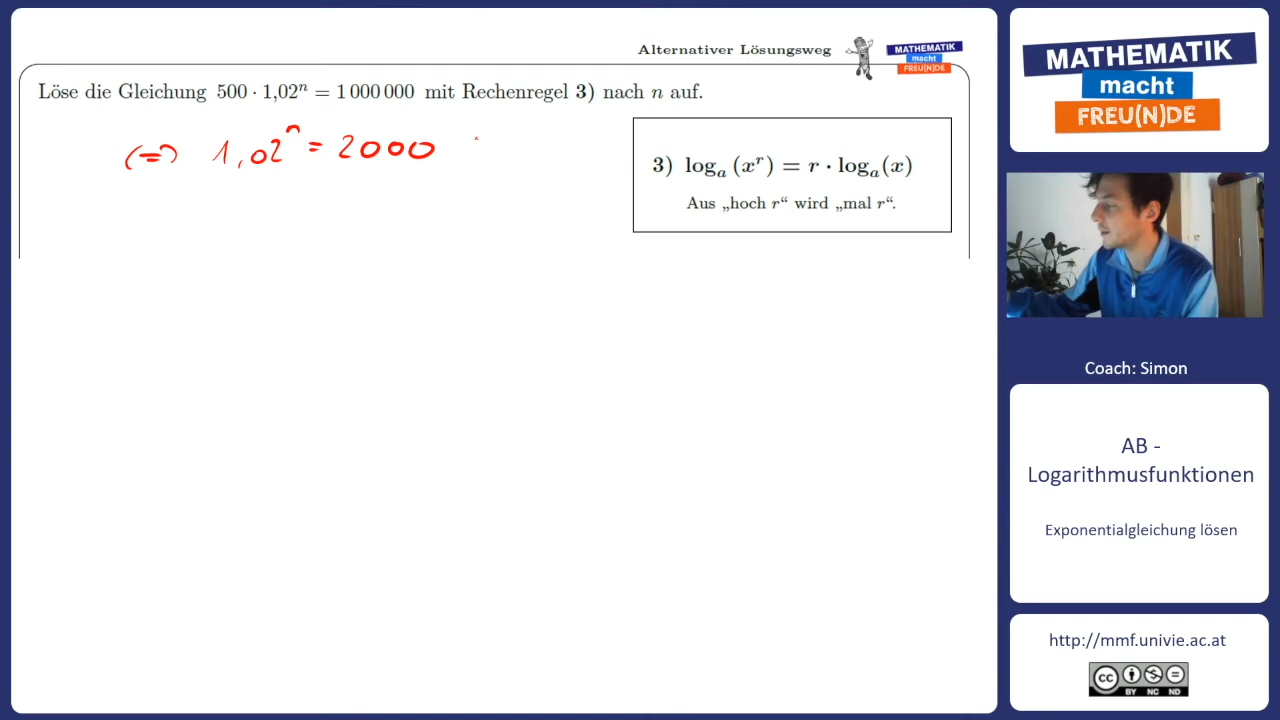 Alternativer Lösungsweg
MATHEMATIK
macht
FREU(N)DE
Löse die Gleichung 500 · 1,02ⁿ = 1 000 000 mit Rechenregel 3) nach n auf.
(=) 1,02ⁿ = 2000
3) logₐ (xʳ) = r · logₐ(x)
Aus „hoch r“ wird „mal r“.
MATHEMATIK
macht
FREU(N)DE
Coach: Simon
AB -
Logarithmusfunktionen
Exponentialgleichung lösen
http://mmf.univie.ac.at
cc
BY NC ND